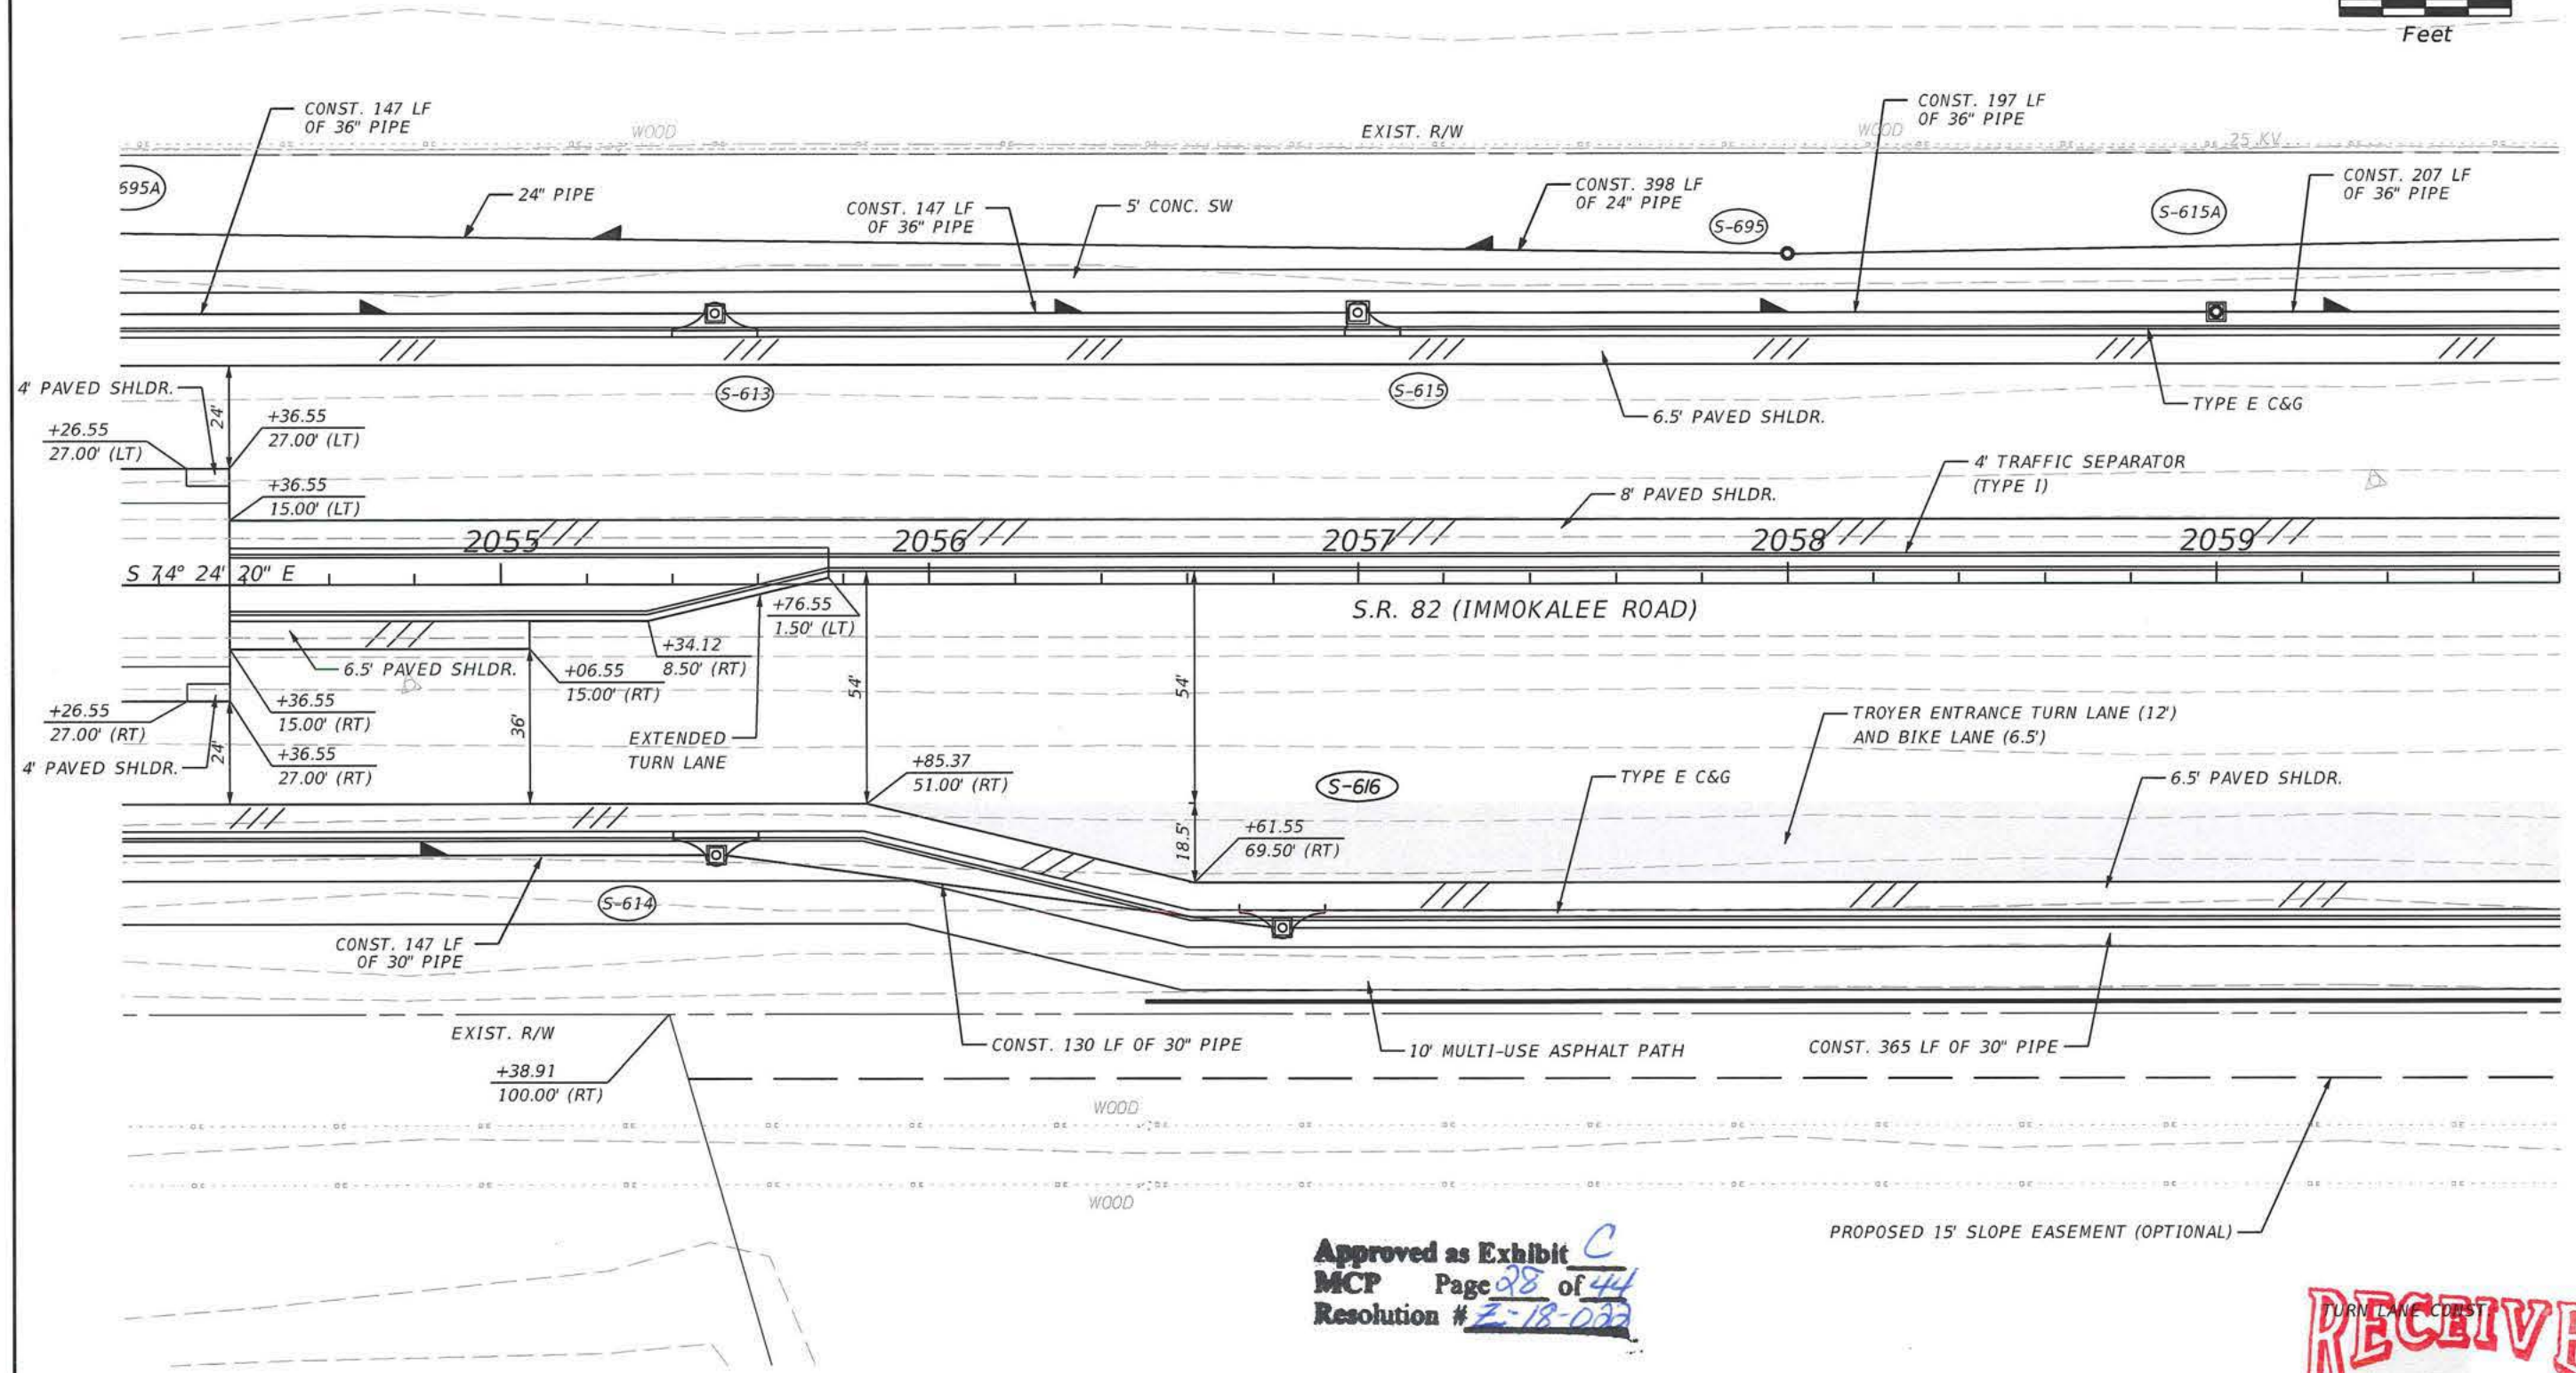 Feet
CONST. 147 LF
OF 36" PIPE
WOOD
EXIST. R/W
CONST. 197 LF
OF 36" PIPE
WOOD
25 KV
695A
24" PIPE
CONST. 147 LF
OF 36" PIPE
5' CONC. SW
CONST. 398 LF
OF 24" PIPE
S-695
S-615A
CONST. 207 LF
OF 36" PIPE
4' PAVED SHLDR.
24'
+36.55
27.00' (LT)
+26.55
27.00' (LT)
S-613
S-615
6.5' PAVED SHLDR.
TYPE E C&G
+36.55
15.00' (LT)
8' PAVED SHLDR.
4' TRAFFIC SEPARATOR
(TYPE I)
2055
2056
2057
2058
2059
S 74° 24' 20" E
S.R. 82 (IMMOKALEE ROAD)
+76.55
1.50' (LT)
+34.12
8.50' (RT)
6.5' PAVED SHLDR.
+06.55
15.00' (RT)
54'
54'
+36.55
15.00' (RT)
+26.55
27.00' (RT)
36'
EXTENDED
TURN LANE
TROYER ENTRANCE TURN LANE (12')
AND BIKE LANE (6.5')
4' PAVED SHLDR.
24'
+36.55
27.00' (RT)
+85.37
51.00' (RT)
S-616
TYPE E C&G
6.5' PAVED SHLDR.
18.5'
+61.55
69.50' (RT)
S-614
CONST. 147 LF
OF 30" PIPE
EXIST. R/W
CONST. 130 LF OF 30" PIPE
10' MULTI-USE ASPHALT PATH
CONST. 365 LF OF 30" PIPE
+38.91
100.00' (RT)
WOOD
WOOD
PROPOSED 15' SLOPE EASEMENT (OPTIONAL)
Approved as Exhibit C
MCP Page 28 of 44
Resolution # Z-18-022
TURN LANE CONST.
RECEIVE